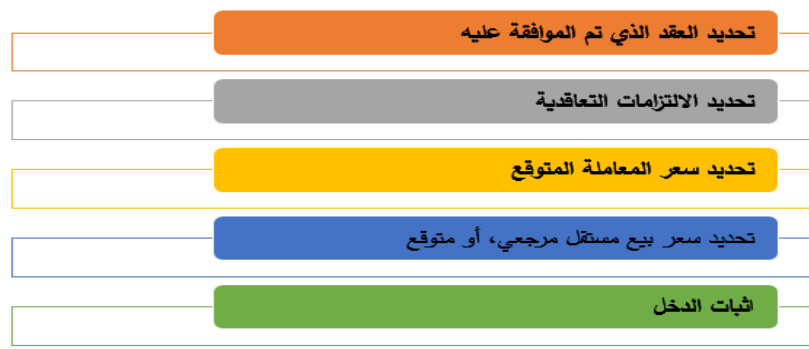 تحديد العقد الذي تم الموافقة عليه
تحديد الالتزامات التعاقدية
تحديد سعر المعاملة المتوقع
تحديد سعر بيع مستقل مرجعي، أو متوقع
اثبات الدخل